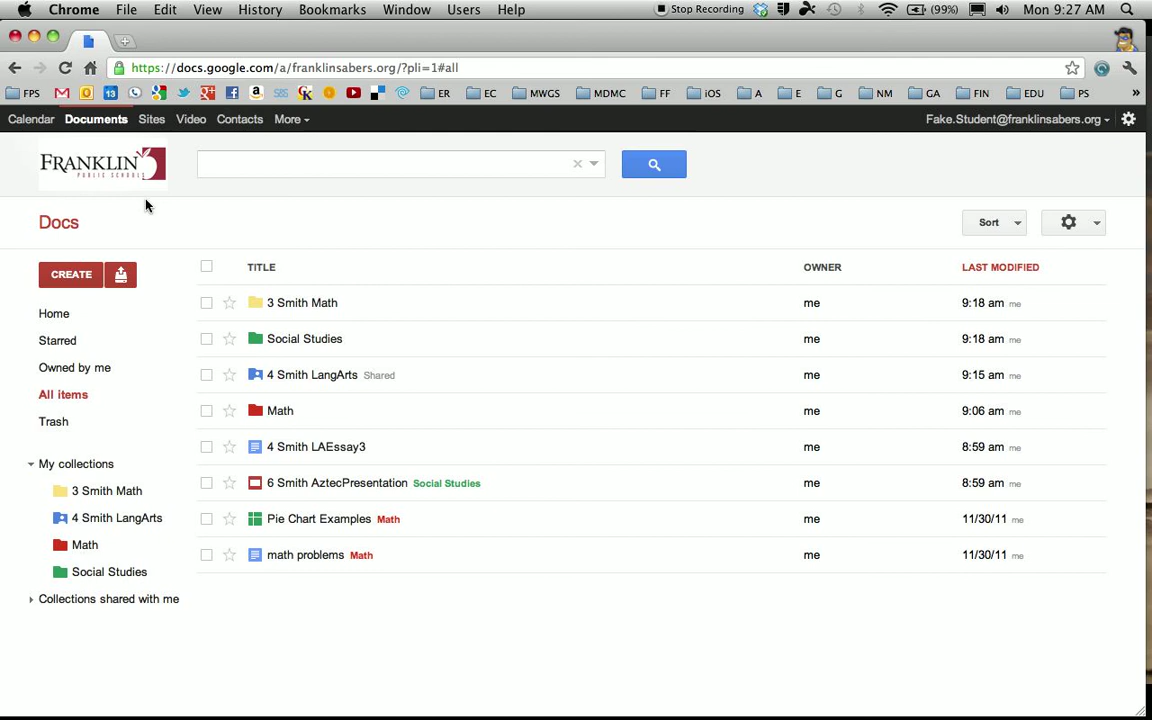 Chrome File Edit View History Bookmarks Window Users Help Stop Recording (99%) Mon 9:27 AM
https://docs.google.com/a/franklinsabers.org/?pli=1#all
FPS 13 SBS ER EC MWGS MDMC FF iOS A E G NM GA FIN EDU PS »
Calendar Documents Sites Video Contacts More Fake.Student@franklinsabers.org
FRANKLIN
PUBLIC SCHOOLS
Docs Sort
CREATE TITLE OWNER LAST MODIFIED
Home 3 Smith Math me 9:18 am me
Starred Social Studies me 9:18 am me
Owned by me 4 Smith LangArts Shared me 9:15 am me
All items Math me 9:06 am me
Trash 4 Smith LAEssay3 me 8:59 am me
My collections 6 Smith AztecPresentation Social Studies me 8:59 am me
3 Smith Math
4 Smith LangArts Pie Chart Examples Math me 11/30/11 me
Math math problems Math me 11/30/11 me
Social Studies
Collections shared with me